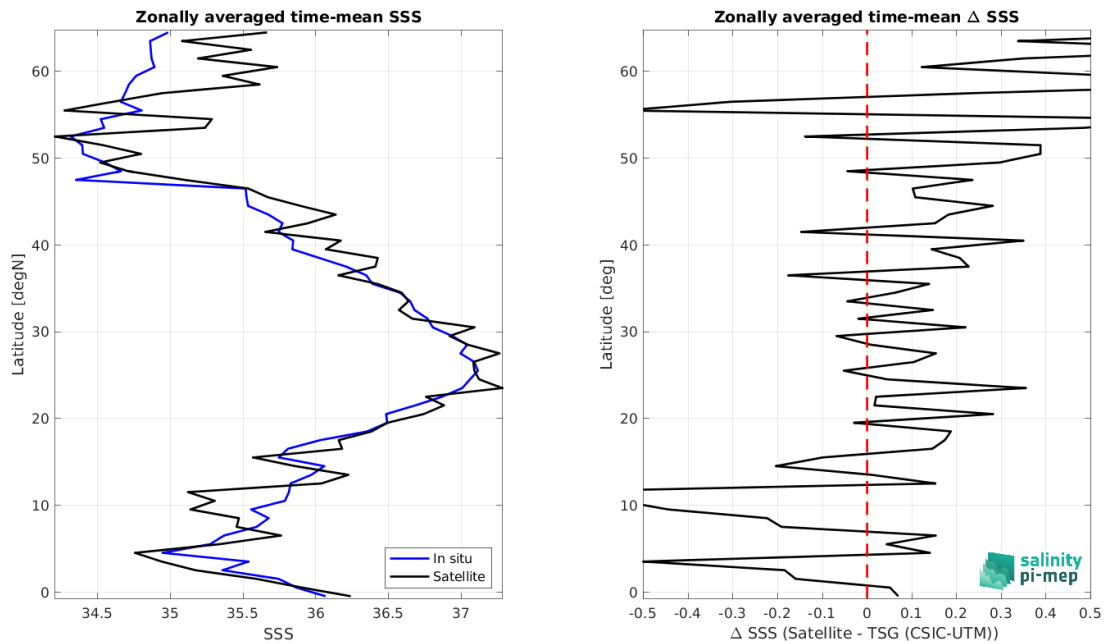 Zonally averaged time-mean SSS
60
50
40
30
20
10
0
Latitude [degN]
34.5 35 35.5 36 36.5 37
SSS
In situ
Satellite
Zonally averaged time-mean Δ SSS
60
50
40
30
20
10
0
Latitude [deg]
-0.5 -0.4 -0.3 -0.2 -0.1 0 0.1 0.2 0.3 0.4 0.5
Δ SSS (Satellite - TSG (CSIC-UTM))
salinity
pi-mep